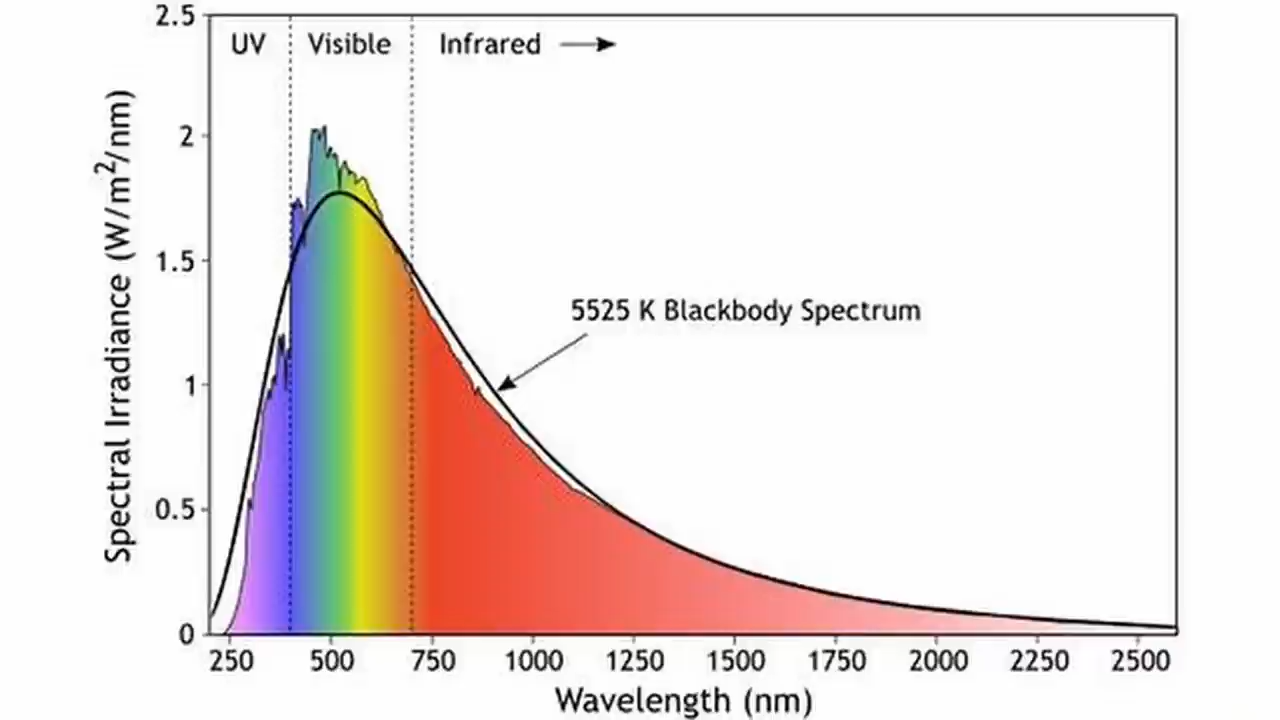 2.5
UV
Visible
Infrared
2
1.5
5525 K Blackbody Spectrum
1
0.5
0
Spectral Irradiance (W/m²/nm)
250 500 750 1000 1250 1500 1750 2000 2250 2500
Wavelength (nm)